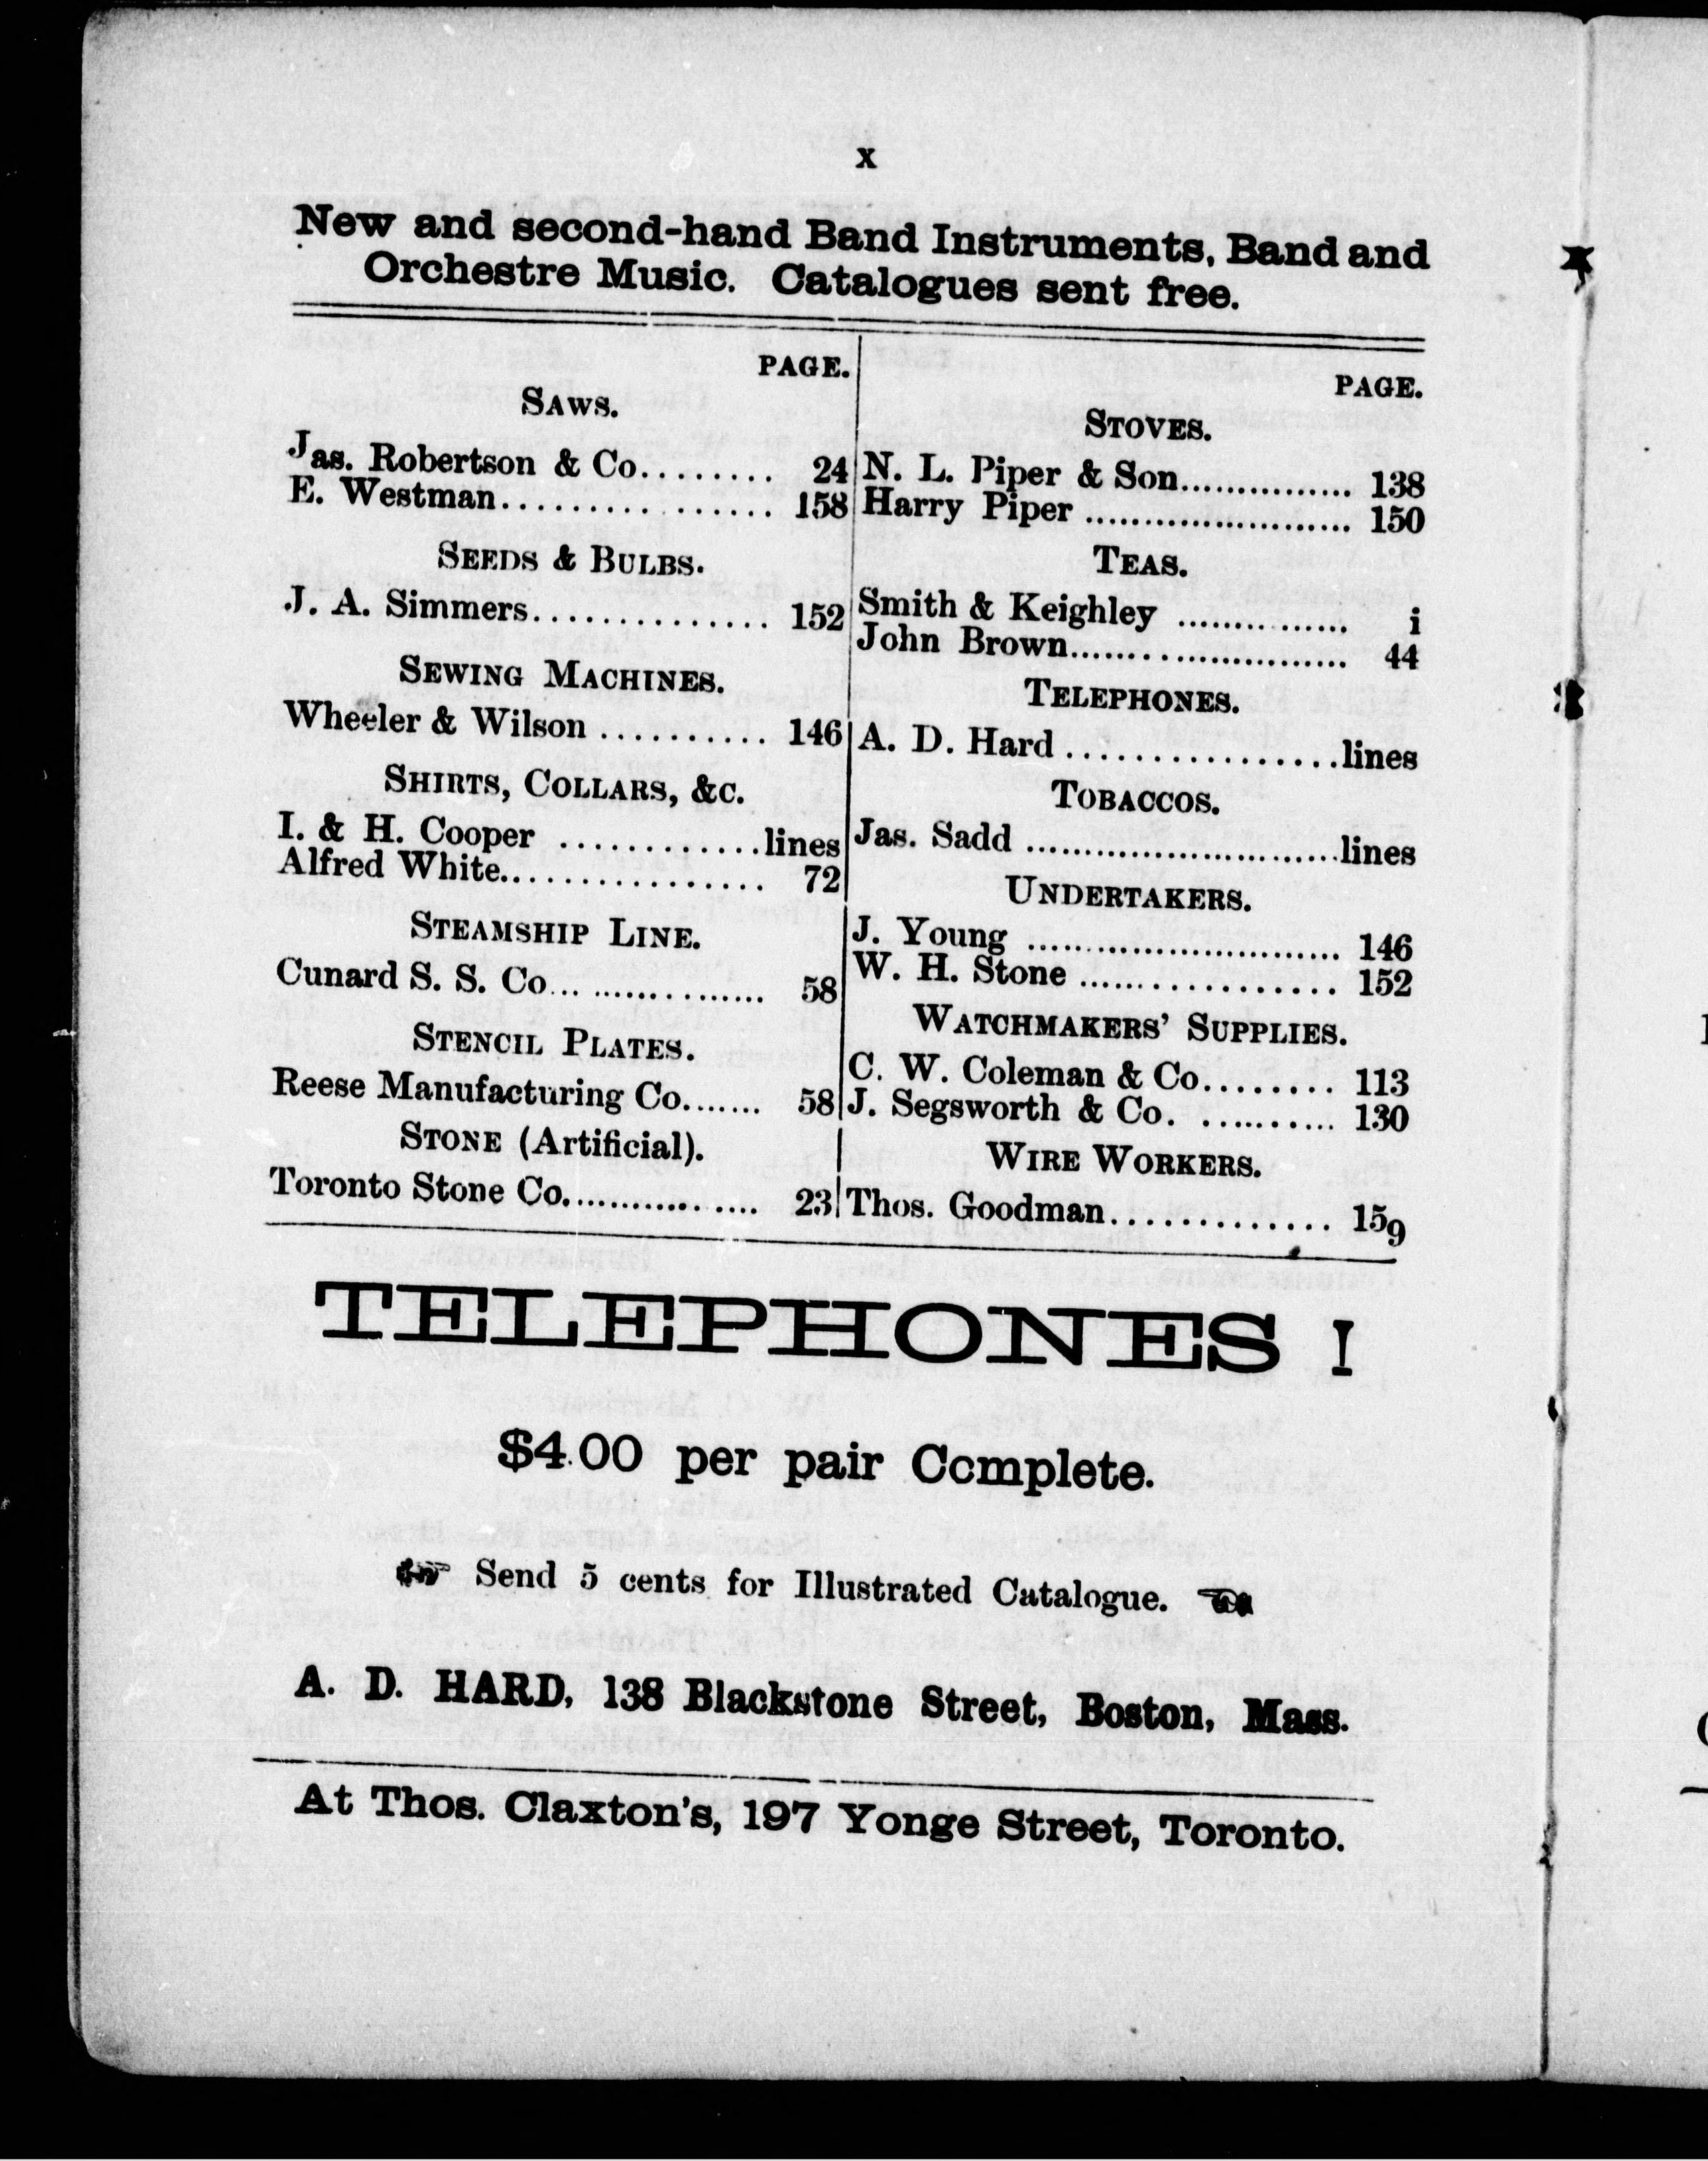 x
New and second-hand Band Instruments, Band and
Orchestre Music. Catalogues sent free.
PAGE.
SAWS.
Jas. Robertson & Co........ 24
E. Westman................ 158
SEEDS & BULBS.
J. A. Simmers.............. 152
SEWING MACHINES.
Wheeler & Wilson .......... 146
SHIRTS, COLLARS, &C.
I. & H. Cooper ............lines
Alfred White................ 72
STEAMSHIP LINE.
Cunard S. S. Co... ............... 58
STENCIL PLATES.
Reese Manufacturing Co....... 58
STONE (Artificial).
Toronto Stone Co.................. 23
PAGE.
STOVES.
N. L. Piper & Son............... 138
Harry Piper ....................... 150
TEAS.
Smith & Keighley ............... i
John Brown........................ 44
TELEPHONES.
A. D. Hard .................lines
TOBACCOS.
Jas. Sadd ...........................lines
UNDERTAKERS.
J. Young ........................... 146
W. H. Stone .................. 152
WATCHMAKERS' SUPPLIES.
C. W. Coleman & Co........ 113
J. Segsworth & Co. .......... 130
WIRE WORKERS.
Thos. Goodman............. 159
TELEPHONES !
$4.00 per pair Complete.
☞ Send 5 cents for Illustrated Catalogue. ☜
A. D. HARD, 138 Blackstone Street, Boston, Mass.
At Thos. Claxton's, 197 Yonge Street, Toronto.